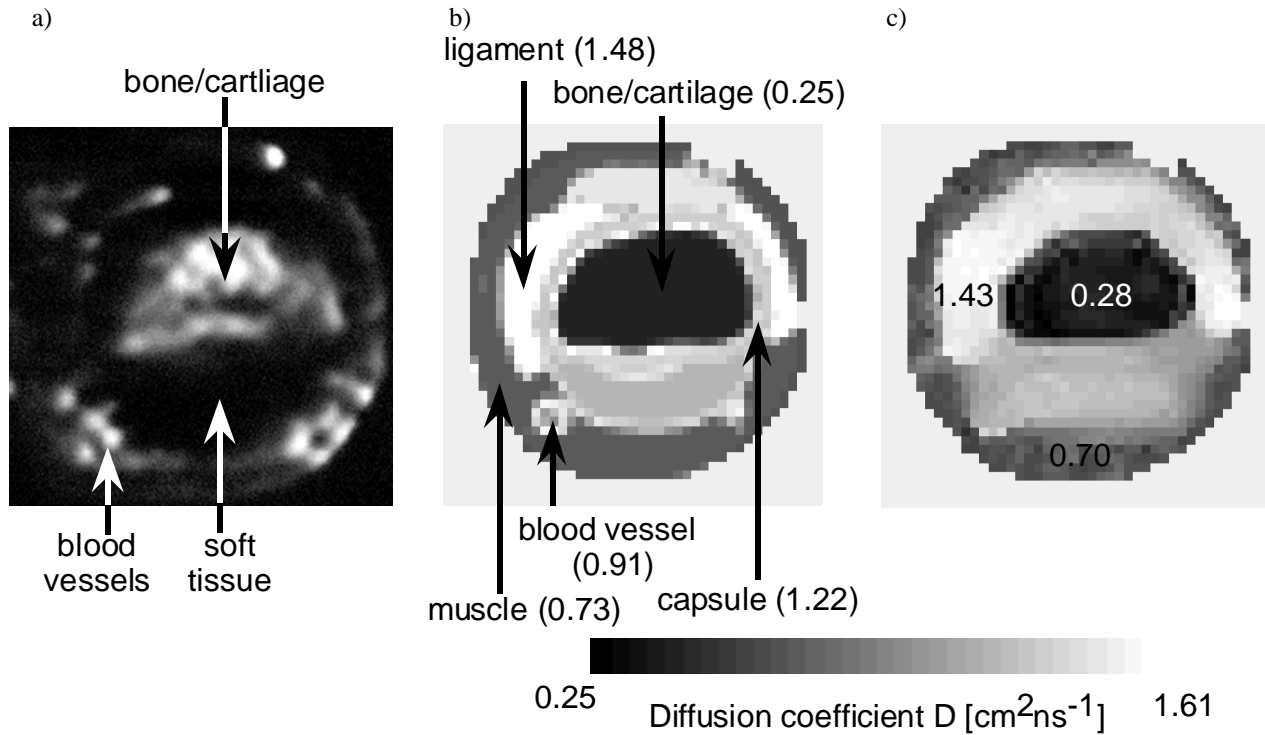 a)
bone/cartliage
blood
vessels
soft
tissue
b)
ligament (1.48)
bone/cartilage (0.25)
blood vessel
(0.91)
muscle (0.73)
capsule (1.22)
c)
1.43
0.28
0.70
0.25
Diffusion coefficient D [cm²ns⁻¹]
1.61